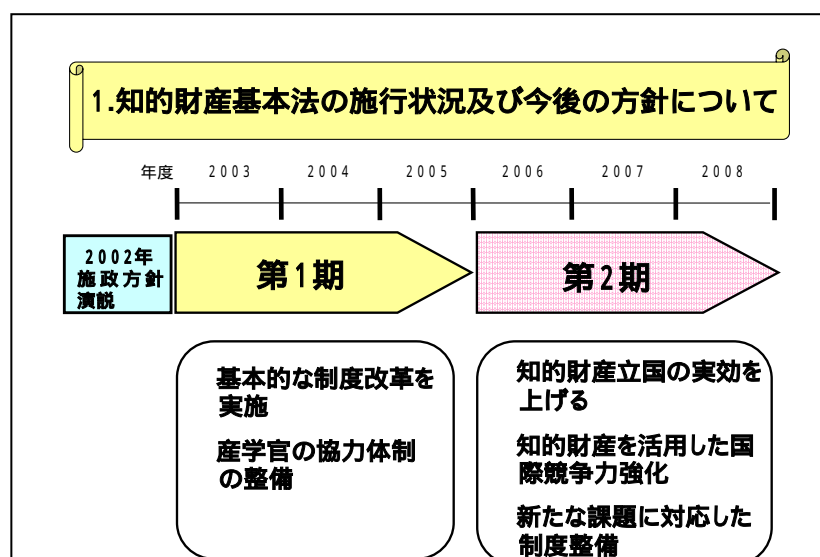 1.知的財産基本法の施行状況及び今後の方針について
年度 2003 2004 2005 2006 2007 2008
2002年
施政方針
演説
第1期
第2期
基本的な制度改革を
実施
産学官の協力体制
の整備
知的財産立国の実効を
上げる
知的財産を活用した国
際競争力強化
新たな課題に対応した
制度整備